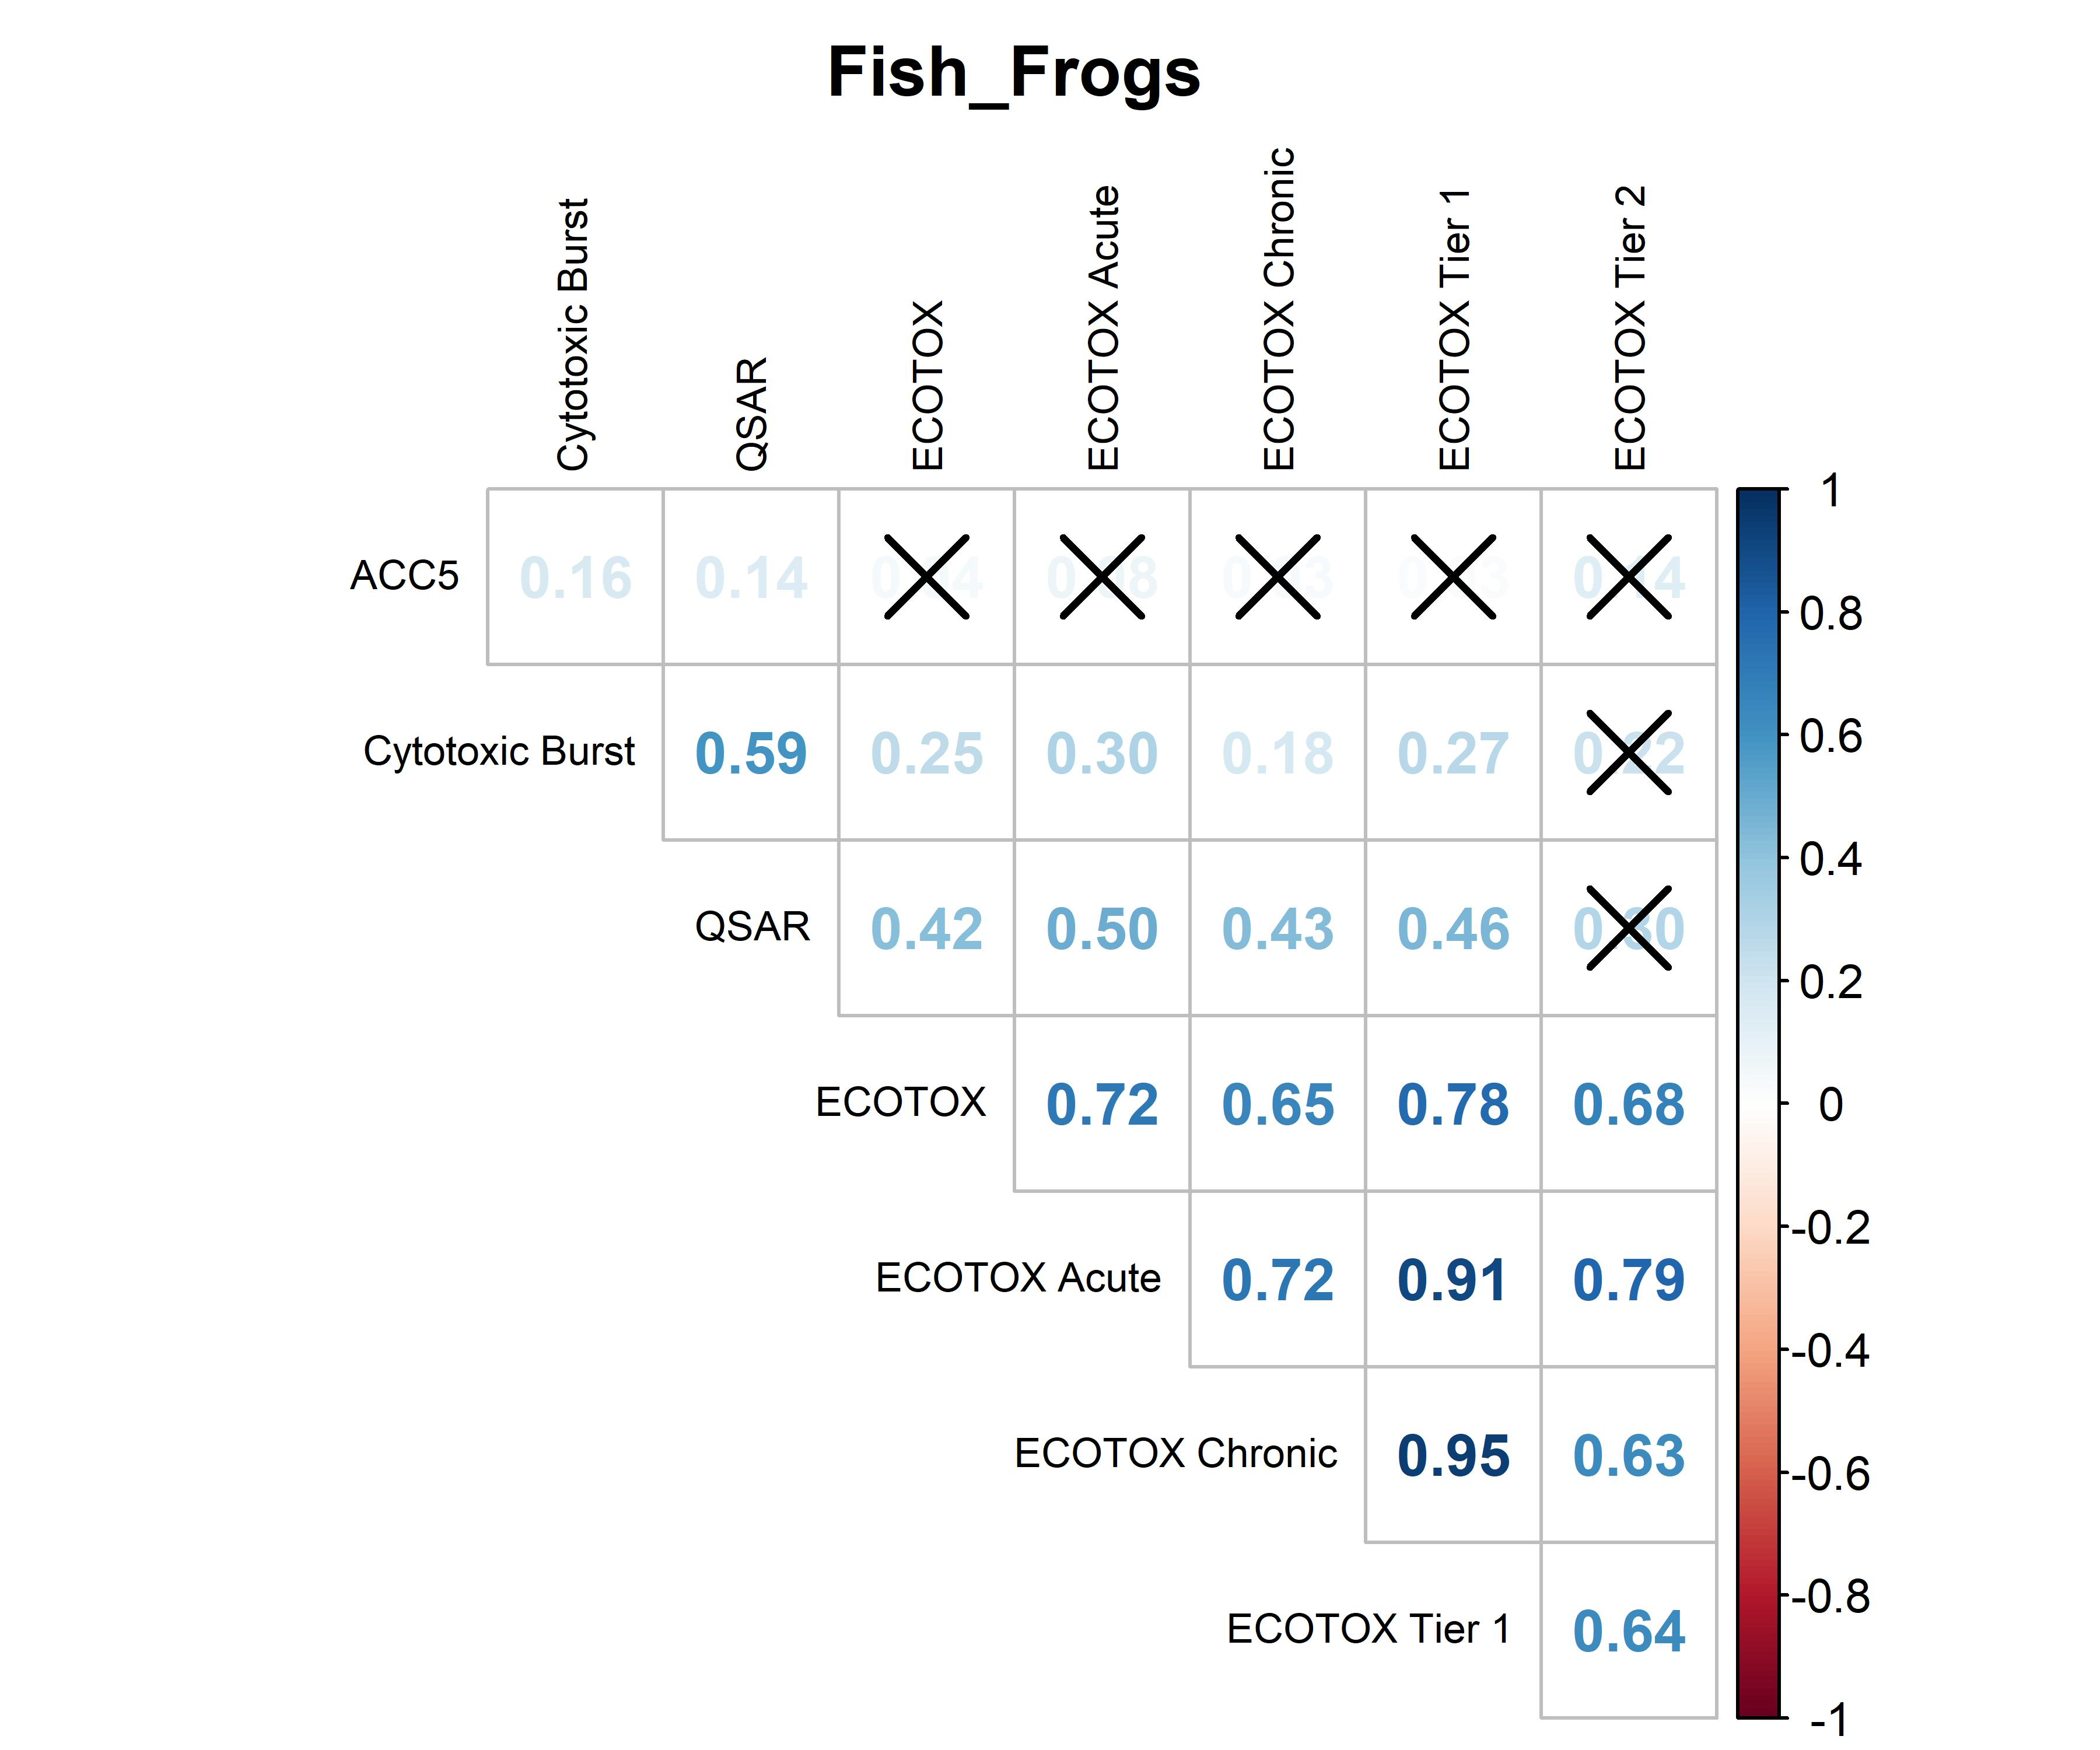 Fish_Frogs
Cytotoxic Burst
QSAR
ECOTOX
ECOTOX Acute
ECOTOX Chronic
ECOTOX Tier 1
ECOTOX Tier 2
ACC5 0.16 0.14
Cytotoxic Burst 0.59 0.25 0.30 0.18 0.27 0.22
QSAR 0.42 0.50 0.43 0.46 0.30
ECOTOX 0.72 0.65 0.78 0.68
ECOTOX Acute 0.72 0.91 0.79
ECOTOX Chronic 0.95 0.63
ECOTOX Tier 1 0.64
1
0.8
0.6
0.4
0.2
0
-0.2
-0.4
-0.6
-0.8
-1